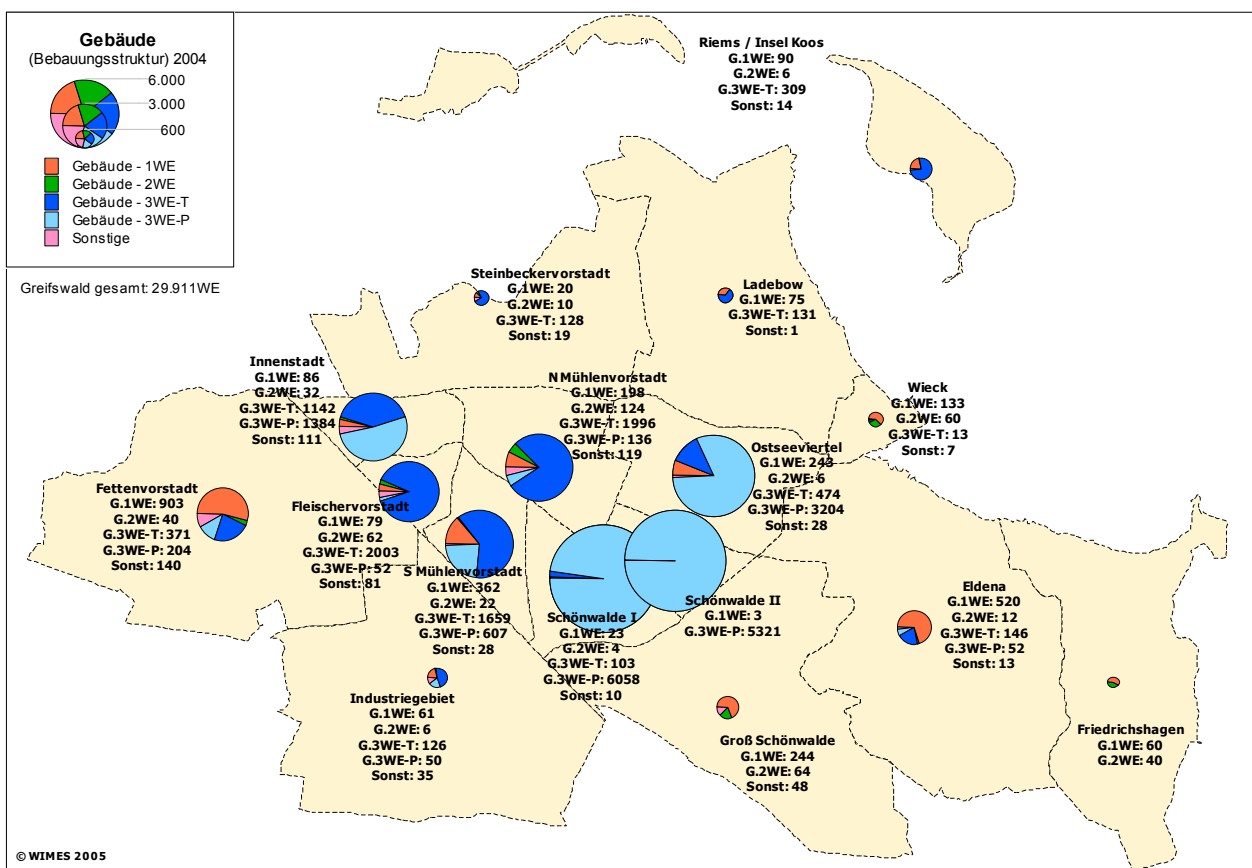 Gebäude
(Bebauungsstruktur) 2004
6.000
3.000
600
Gebäude - 1WE
Gebäude - 2WE
Gebäude - 3WE-T
Gebäude - 3WE-P
Sonstige
Greifswald gesamt: 29.911WE
Riems / Insel Koos
G.1WE: 90
G.2WE: 6
G.3WE-T: 309
Sonst: 14
Steinbeckervorstadt
G.1WE: 20
G.2WE: 10
G.3WE-T: 128
Sonst: 19
Ladebow
G.1WE: 75
G.3WE-T: 131
Sonst: 1
Innenstadt
G.1WE: 86
G.2WE: 32
G.3WE-T: 1142
G.3WE-P: 1384
Sonst: 111
N Mühlenvorstadt
G.1WE: 198
G.2WE: 124
G.3WE-T: 1996
G.3WE-P: 136
Sonst: 119
Wieck
G.1WE: 133
G.2WE: 60
G.3WE-T: 13
Sonst: 7
Ostseeviertel
G.1WE: 243
G.2WE: 6
G.3WE-T: 474
G.3WE-P: 3204
Sonst: 28
Fettenvorstadt
G.1WE: 903
G.2WE: 40
G.3WE-T: 371
G.3WE-P: 204
Sonst: 140
Fleischervorstadt
G.1WE: 79
G.2WE: 62
G.3WE-T: 2003
G.3WE-P: 52
Sonst: 81
S Mühlenvorstadt
G.1WE: 362
G.2WE: 22
G.3WE-T: 1659
G.3WE-P: 607
Sonst: 28
Schönwalde I
G.1WE: 23
G.2WE: 4
G.3WE-T: 103
G.3WE-P: 6058
Sonst: 10
Schönwalde II
G.1WE: 3
G.3WE-P: 5321
Eldena
G.1WE: 520
G.2WE: 12
G.3WE-T: 146
G.3WE-P: 52
Sonst: 13
Industriegebiet
G.1WE: 61
G.2WE: 6
G.3WE-T: 126
G.3WE-P: 50
Sonst: 35
Groß Schönwalde
G.1WE: 244
G.2WE: 64
Sonst: 48
Friedrichshagen
G.1WE: 60
G.2WE: 40
© WIMES 2005